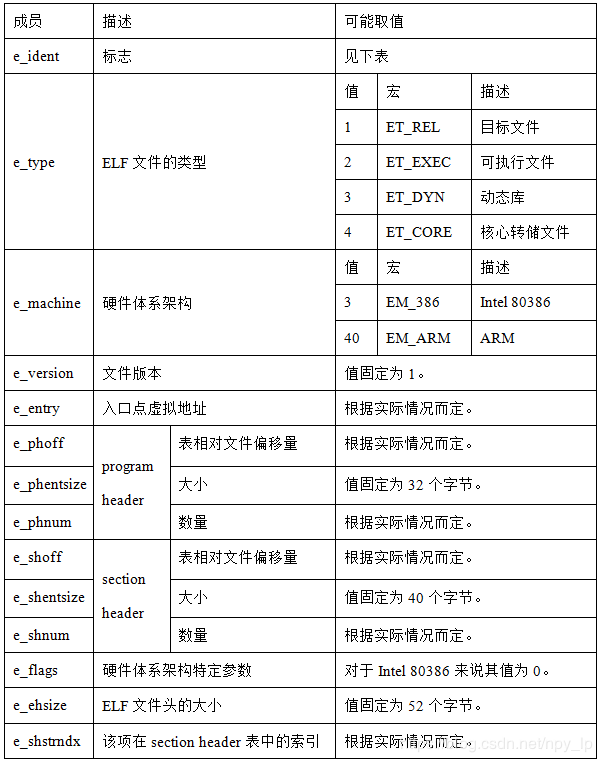 成员 描述 可能取值
e_ident 标志 见下表
值 宏 描述
1 ET_REL 目标文件
e_type ELF 文件的类型 2 ET_EXEC 可执行文件
3 ET_DYN 动态库
4 ET_CORE 核心转储文件
值 宏 描述
e_machine 硬件体系架构 3 EM_386 Intel 80386
40 EM_ARM ARM
e_version 文件版本 值固定为 1。
e_entry 入口点虚拟地址 根据实际情况而定。
e_phoff 表相对文件偏移量 根据实际情况而定。
program
e_phentsize 大小 值固定为 32 个字节。
header
e_phnum 数量 根据实际情况而定。
e_shoff 表相对文件偏移量 根据实际情况而定。
section
e_shentsize 大小 值固定为 40 个字节。
header
e_shnum 数量 根据实际情况而定。
e_flags 硬件体系架构特定参数 对于 Intel 80386 来说其值为 0。
e_ehsize ELF 文件头的大小 值固定为 52 个字节。
e_shstrndx 该项在 section header 表中的索引 根据实际情况而定。
blog.csdn.net/npy_lp